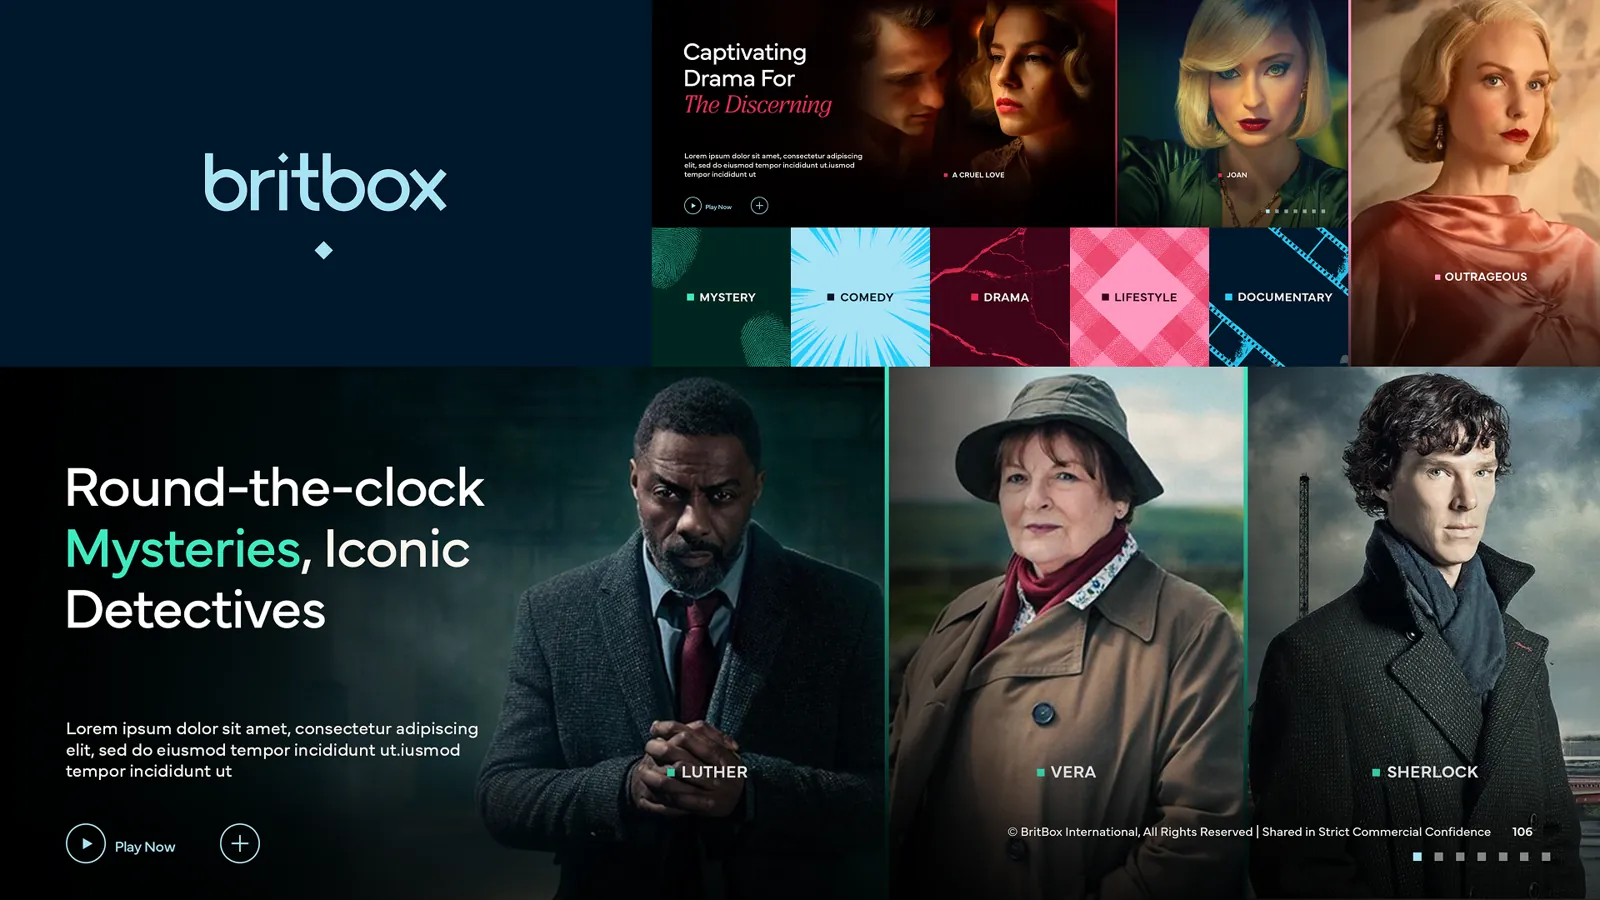 britbox
Captivating
Drama For
The Discerning
Lorem ipsum dolor sit amet, consectetur adipiscing
elit, sed do eiusmod tempor incididunt ut.iusmod
tempor incididunt ut
Play Now
A CRUEL LOVE
JOAN
OUTRAGEOUS
MYSTERY
COMEDY
DRAMA
LIFESTYLE
DOCUMENTARY
Round-the-clock
Mysteries, Iconic
Detectives
Lorem ipsum dolor sit amet, consectetur adipiscing
elit, sed do eiusmod tempor incididunt ut.iusmod
tempor incididunt ut
Play Now
LUTHER
VERA
SHERLOCK
© BritBox International, All Rights Reserved | Shared in Strict Commercial Confidence 106